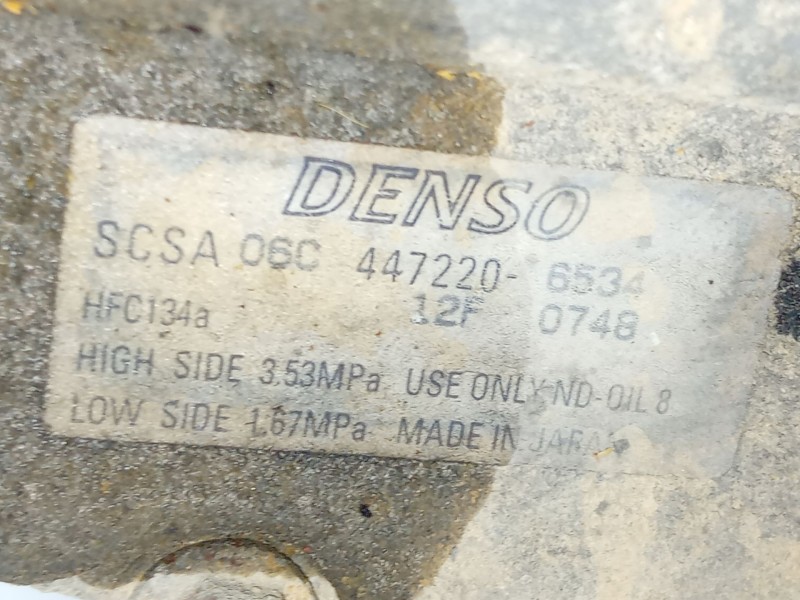 DENSO
SCSA 06C 447220-6534
HFC134a 12F 0748
HIGH SIDE 3.53MPa USE ONLY ND-OIL 8
LOW SIDE 1.67MPa MADE IN JAPAN